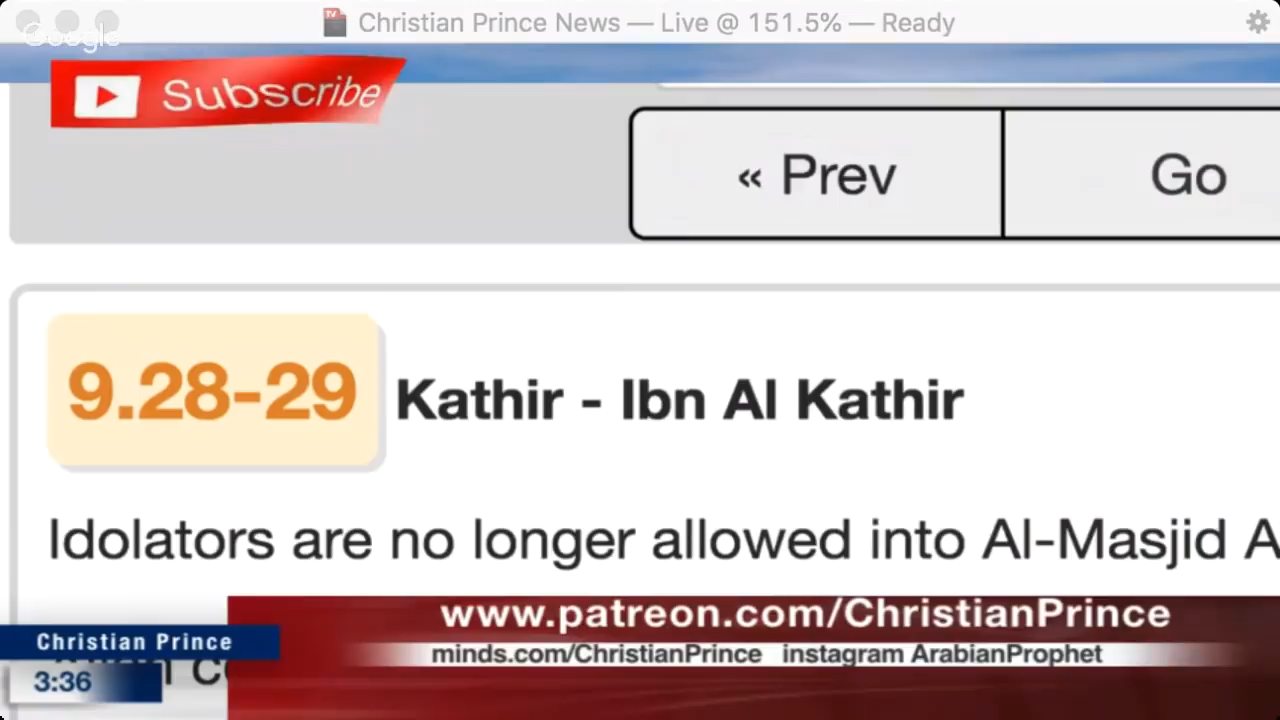 Christian Prince News — Live @ 151.5% — Ready
Google
Subscribe
« Prev
Go
9.28-29
Kathir - Ibn Al Kathir
Idolators are no longer allowed into Al-Masjid A
www.patreon.com/ChristianPrince
Christian Prince
minds.com/ChristianPrince instagram ArabianProphet
3:36